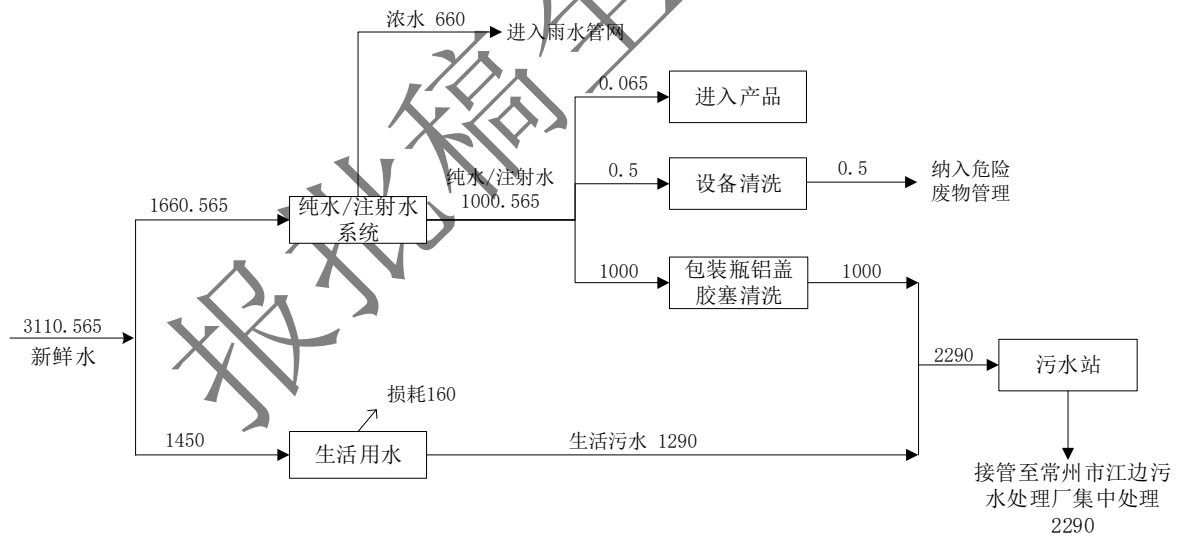 浓水 660
进入雨水管网
0.065
进入产品
纯水/注射水
1000.565
0.5
设备清洗
0.5
纳入危险
废物管理
1660.565
纯水/注射水
系统
1000
包装瓶铝盖
胶塞清洗
1000
3110.565
新鲜水
2290
污水站
损耗160
1450
生活用水
生活污水 1290
接管至常州市江边污
水处理厂集中处理
2290
报批稿全